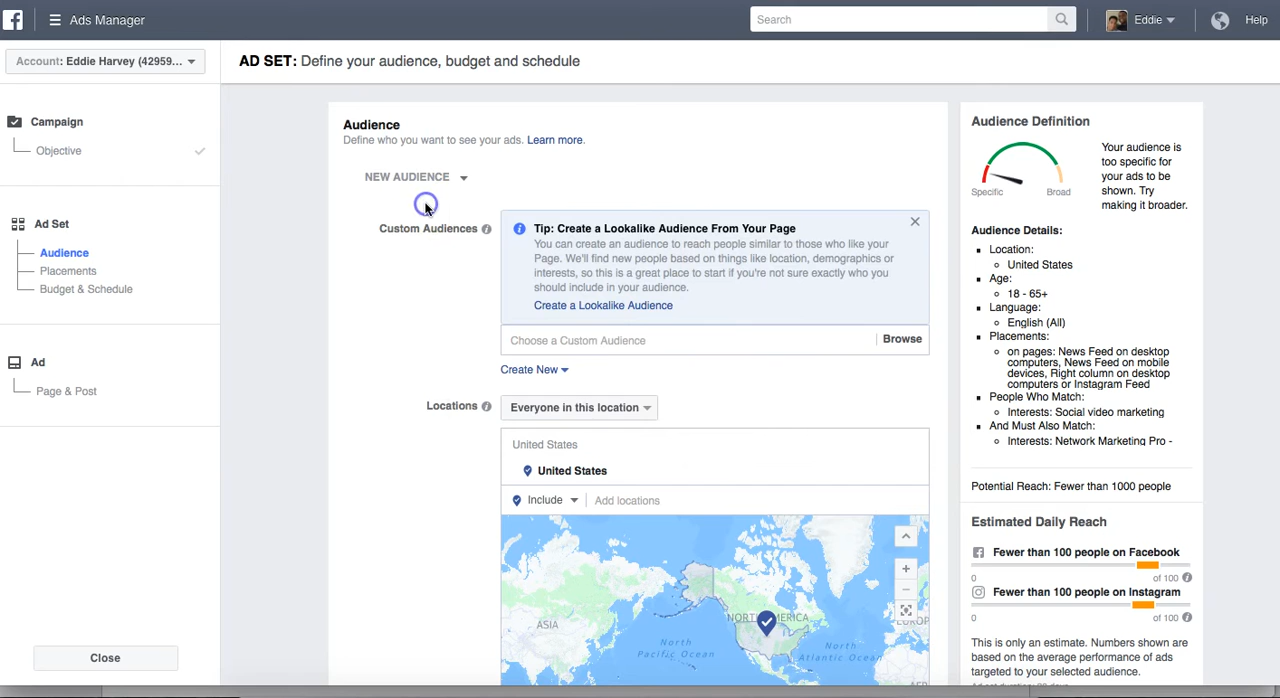 Ads Manager
Search
Eddie
Help
Account: Eddie Harvey (42959...
AD SET: Define your audience, budget and schedule
Campaign
Objective
Ad Set
Audience
Placements
Budget & Schedule
Ad
Page & Post
Close
Audience
Define who you want to see your ads. Learn more.
NEW AUDIENCE
Custom Audiences
Tip: Create a Lookalike Audience From Your Page
You can create an audience to reach people similar to those who like your
Page. We'll find new people based on things like location, demographics or
interests, so this is a great place to start if you're not sure exactly who you
should include in your audience.
Create a Lookalike Audience
Choose a Custom Audience
Browse
Create New
Locations
Everyone in this location
United States
United States
Include
Add locations
ASIA
NORTH AMERICA
North
Pacific Ocean
North
Atlantic Ocean
Audience Definition
Specific
Broad
Your audience is
too specific for
your ads to be
shown. Try
making it broader.
Audience Details:
Location:
United States
Age:
18 - 65+
Language:
English (All)
Placements:
on pages: News Feed on desktop
computers, News Feed on mobile
devices, Right column on desktop
computers or Instagram Feed
People Who Match:
Interests: Social video marketing
And Must Also Match:
Interests: Network Marketing Pro -
Potential Reach: Fewer than 1000 people
Estimated Daily Reach
Fewer than 100 people on Facebook
0
of 100
Fewer than 100 people on Instagram
0
of 100
This is only an estimate. Numbers shown are
based on the average performance of ads
targeted to your selected audience.